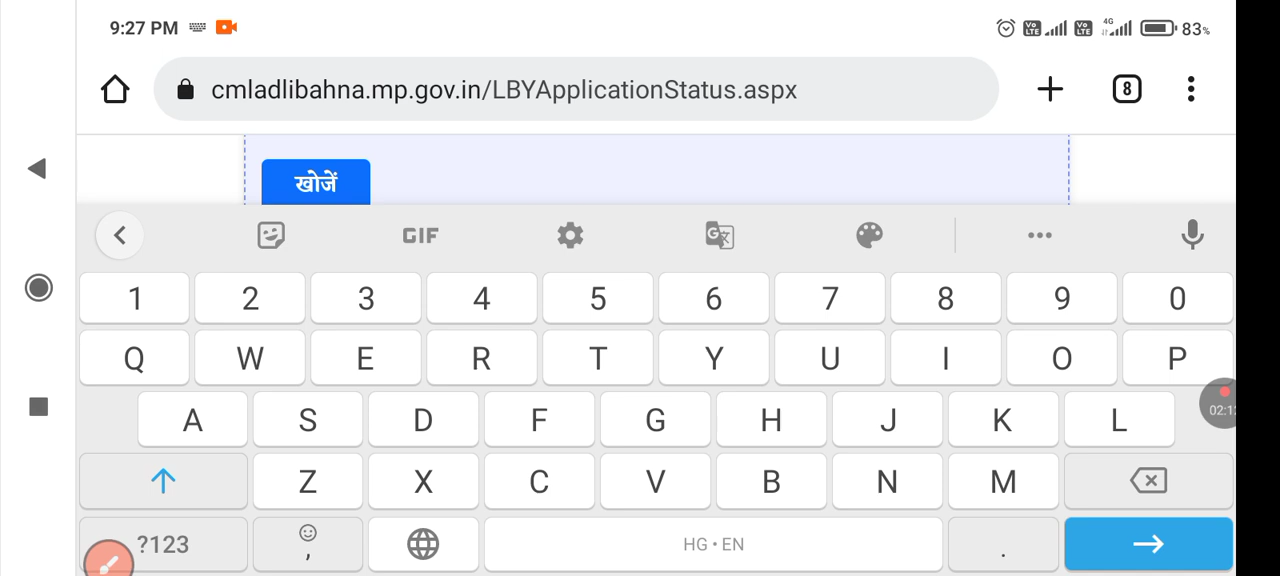 9:27 PM 4G 83%
cmladlibahna.mp.gov.in/LBYApplicationStatus.aspx 8
खोजें
GIF
1 2 3 4 5 6 7 8 9 0
Q W E R T Y U I O P
A S D F G H J K L
Z X C V B N M
?123 , HG • EN .